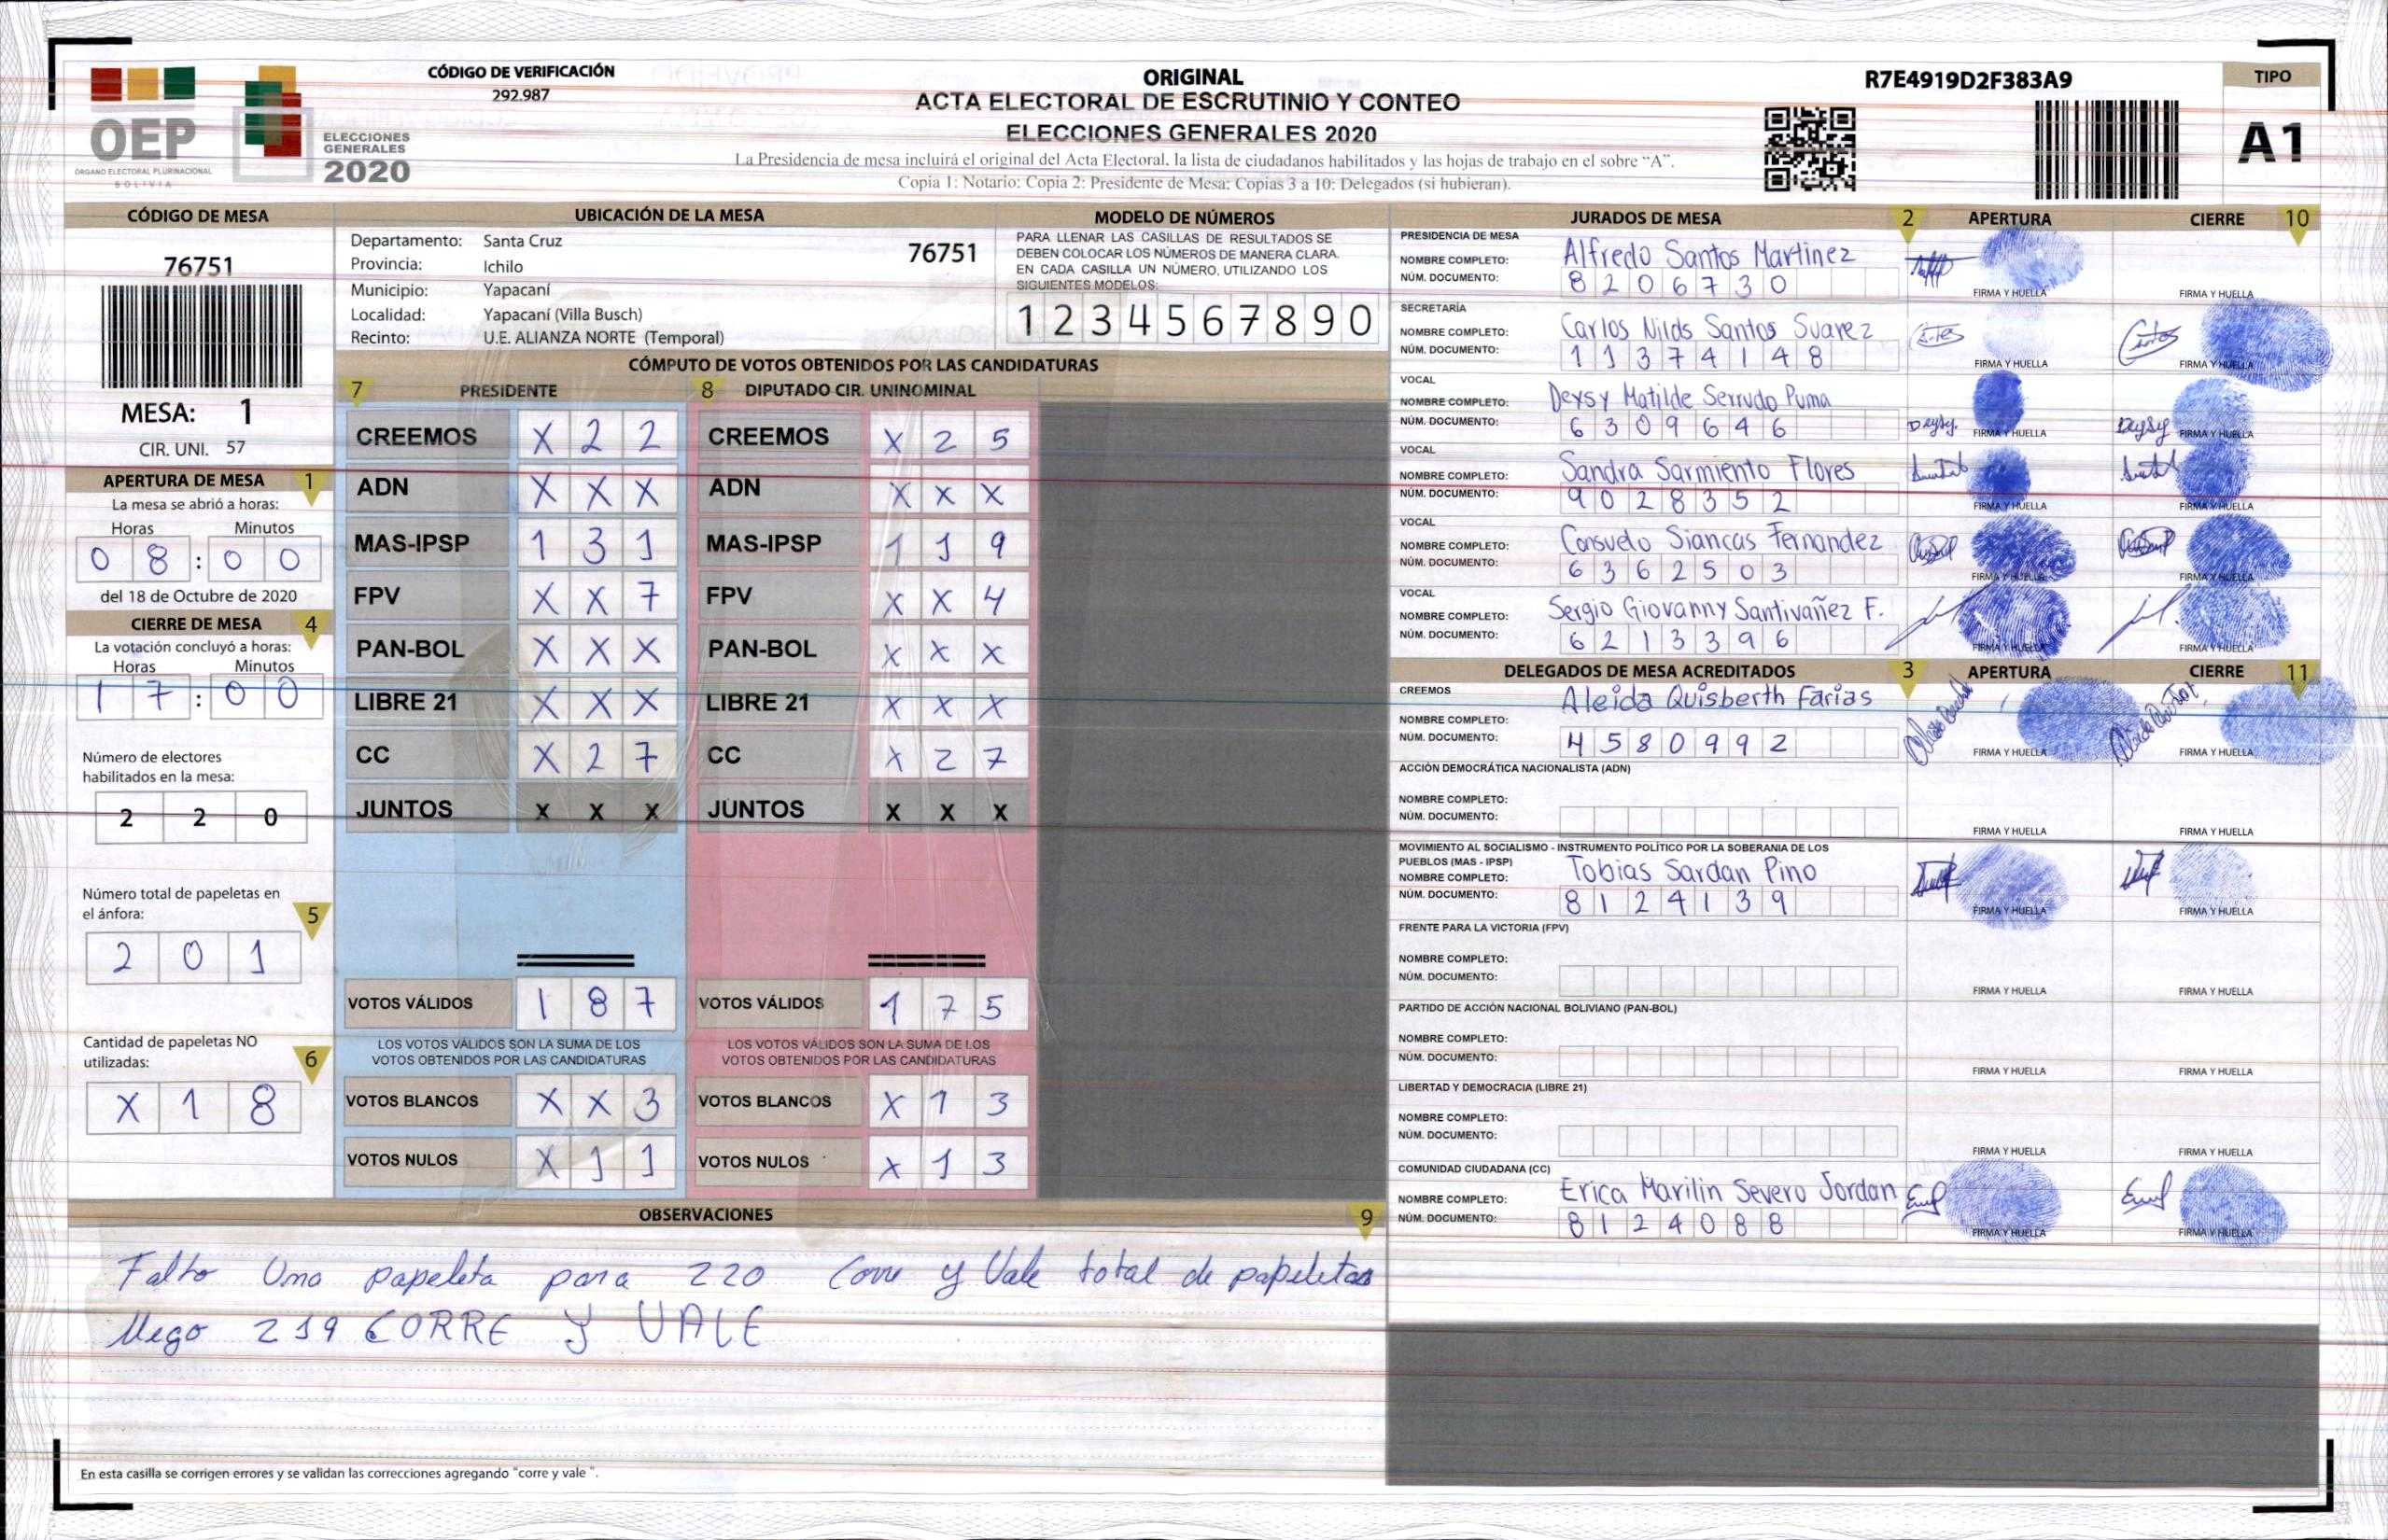 CÓDIGO DE VERIFICACIÓN
292.987
OEP
ÓRGANO ELECTORAL PLURINACIONAL
BOLIVIA
ELECCIONES
GENERALES
2020
ORIGINAL
ACTA ELECTORAL DE ESCRUTINIO Y CONTEO
ELECCIONES GENERALES 2020
La Presidencia de mesa incluirá el original del Acta Electoral, la lista de ciudadanos habilitados y las hojas de trabajo en el sobre “A”.
Copia 1: Notario: Copia 2: Presidente de Mesa: Copias 3 a 10: Delegados (si hubieran).
R7E4919D2F383A9
TIPO
A1
CÓDIGO DE MESA
76751
MESA: 1
CIR. UNI. 57
APERTURA DE MESA 1
La mesa se abrió a horas:
Horas Minutos
0 8 : 0 0
del 18 de Octubre de 2020
CIERRE DE MESA 4
La votación concluyó a horas:
Horas Minutos
1 7 : 0 0
Número de electores
habilitados en la mesa:
2 2 0
Número total de papeletas en
el ánfora: 5
2 0 1
Cantidad de papeletas NO
utilizadas: 6
X 1 8
UBICACIÓN DE LA MESA
Departamento: Santa Cruz
76751
Provincia: Ichilo
Municipio: Yapacaní
Localidad: Yapacaní (Villa Busch)
Recinto: U.E. ALIANZA NORTE (Temporal)
MODELO DE NÚMEROS
PARA LLENAR LAS CASILLAS DE RESULTADOS SE
DEBEN COLOCAR LOS NÚMEROS DE MANERA CLARA.
EN CADA CASILLA UN NÚMERO, UTILIZANDO LOS
SIGUIENTES MODELOS:
1 2 3 4 5 6 7 8 9 0
CÓMPUTO DE VOTOS OBTENIDOS POR LAS CANDIDATURAS
7 PRESIDENTE 8 DIPUTADO CIR. UNINOMINAL
CREEMOS X 2 2 CREEMOS X 2 5
ADN X X X ADN X X X
MAS-IPSP 1 3 1 MAS-IPSP 1 1 9
FPV X X 7 FPV X X 4
PAN-BOL X X X PAN-BOL X X X
LIBRE 21 X X X LIBRE 21 X X X
CC X 2 7 CC X 2 7
JUNTOS X X X JUNTOS X X X
VOTOS VÁLIDOS 1 8 7 VOTOS VÁLIDOS 1 7 5
LOS VOTOS VÁLIDOS SON LA SUMA DE LOS LOS VOTOS VÁLIDOS SON LA SUMA DE LOS
VOTOS OBTENIDOS POR LAS CANDIDATURAS VOTOS OBTENIDOS POR LAS CANDIDATURAS
VOTOS BLANCOS X X 3 VOTOS BLANCOS X 1 3
VOTOS NULOS X 1 1 VOTOS NULOS X 1 3
OBSERVACIONES 9
Falto Una papeleta para 220 Corre y Vale total de papeletas
llego 219 CORRE Y VALE
En esta casilla se corrigen errores y se validan las correcciones agregando "corre y vale ".
JURADOS DE MESA 2 APERTURA CIERRE 10
PRESIDENCIA DE MESA
NOMBRE COMPLETO: Alfredo Santos Martinez
NÚM. DOCUMENTO: 8 2 0 6 7 3 0
FIRMA Y HUELLA FIRMA Y HUELLA
SECRETARÍA
NOMBRE COMPLETO: Carlos Nilds Santos Suarez
NÚM. DOCUMENTO: 1 1 3 7 4 1 4 8
FIRMA Y HUELLA FIRMA Y HUELLA
VOCAL
NOMBRE COMPLETO: Deysy Matilde Serrudo Puma
NÚM. DOCUMENTO: 6 3 0 9 6 4 6
FIRMA Y HUELLA FIRMA Y HUELLA
VOCAL
NOMBRE COMPLETO: Sandra Sarmiento Flores
NÚM. DOCUMENTO: 9 0 2 8 3 5 2
FIRMA Y HUELLA FIRMA Y HUELLA
VOCAL
NOMBRE COMPLETO: Consuelo Siancas Fernandez
NÚM. DOCUMENTO: 6 3 6 2 5 0 3
FIRMA Y HUELLA FIRMA Y HUELLA
VOCAL
NOMBRE COMPLETO: Sergio Giovanny Santivañez F.
NÚM. DOCUMENTO: 6 2 1 3 3 9 6
FIRMA Y HUELLA FIRMA Y HUELLA
DELEGADOS DE MESA ACREDITADOS 3 APERTURA CIERRE 11
CREEMOS
NOMBRE COMPLETO: Aleida Quisberth Farias
NÚM. DOCUMENTO: 4 5 8 0 9 9 2
FIRMA Y HUELLA FIRMA Y HUELLA
ACCIÓN DEMOCRÁTICA NACIONALISTA (ADN)
NOMBRE COMPLETO:
NÚM. DOCUMENTO:
FIRMA Y HUELLA FIRMA Y HUELLA
MOVIMIENTO AL SOCIALISMO - INSTRUMENTO POLÍTICO POR LA SOBERANIA DE LOS
PUEBLOS (MAS - IPSP)
NOMBRE COMPLETO: Tobias Sardan Pino
NÚM. DOCUMENTO: 8 1 2 4 1 3 9
FIRMA Y HUELLA FIRMA Y HUELLA
FRENTE PARA LA VICTORIA (FPV)
NOMBRE COMPLETO:
NÚM. DOCUMENTO:
FIRMA Y HUELLA FIRMA Y HUELLA
PARTIDO DE ACCIÓN NACIONAL BOLIVIANO (PAN-BOL)
NOMBRE COMPLETO:
NÚM. DOCUMENTO:
FIRMA Y HUELLA FIRMA Y HUELLA
LIBERTAD Y DEMOCRACIA (LIBRE 21)
NOMBRE COMPLETO:
NÚM. DOCUMENTO:
FIRMA Y HUELLA FIRMA Y HUELLA
COMUNIDAD CIUDADANA (CC)
NOMBRE COMPLETO: Erica Marilin Severo Jordan
NÚM. DOCUMENTO: 8 1 2 4 0 8 8
FIRMA Y HUELLA FIRMA Y HUELLA